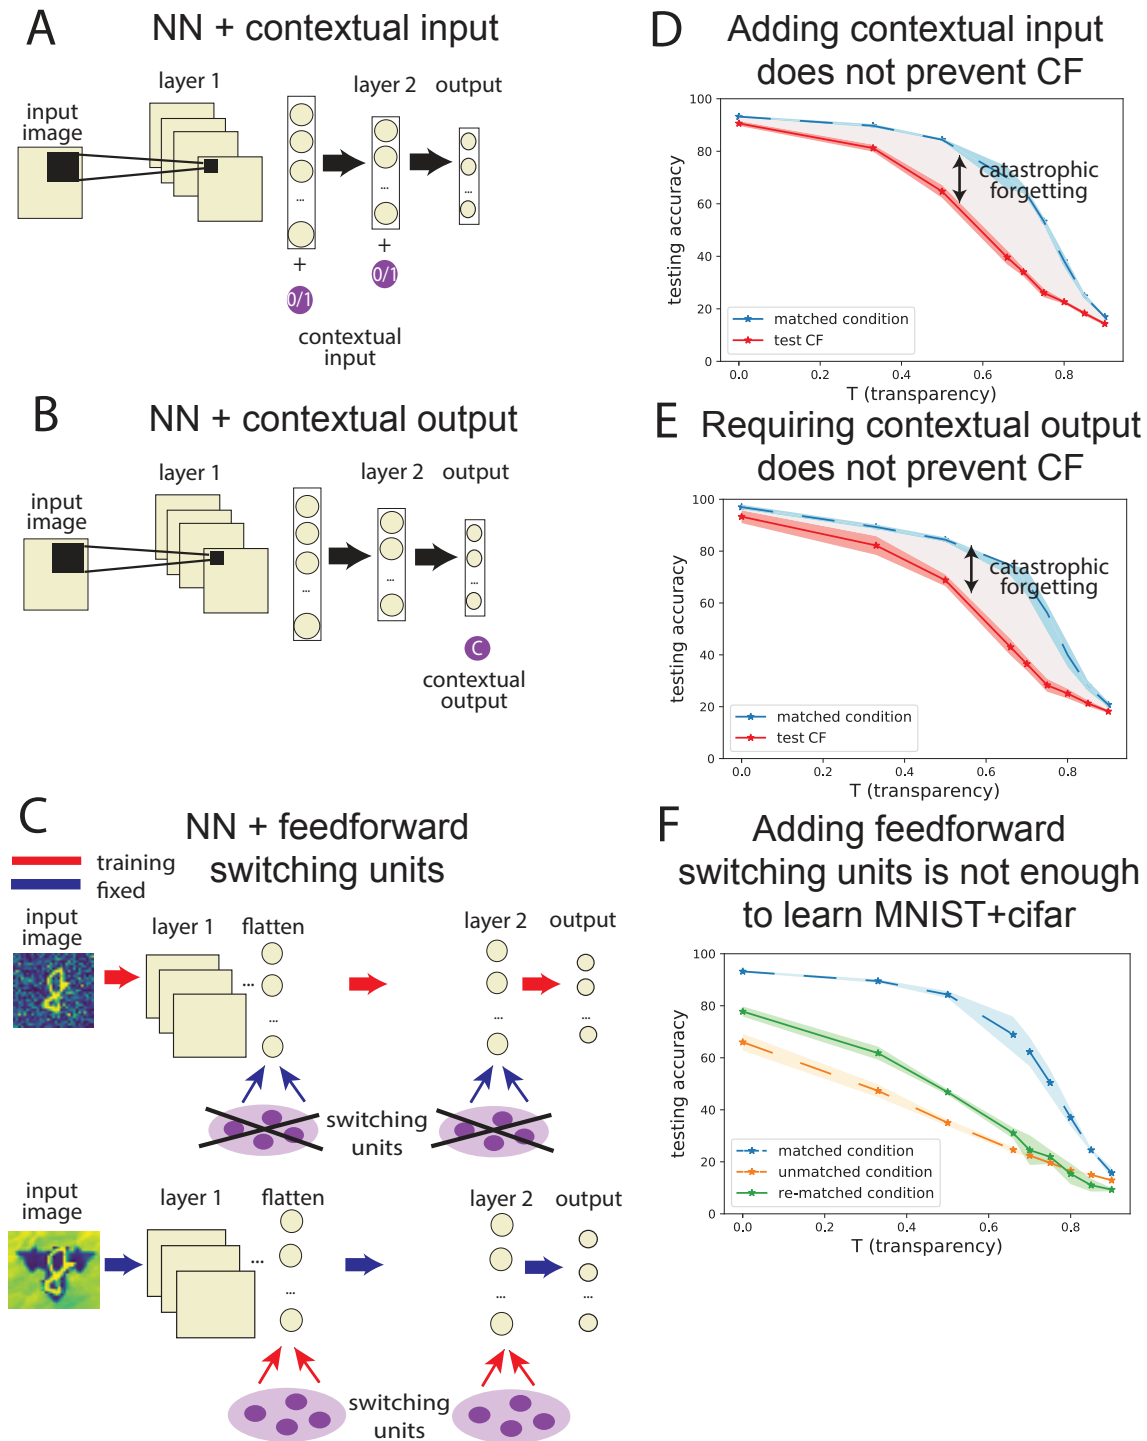 A
NN + contextual input
layer 1
layer 2
output
input
image
...
...
...
+
+
0/1
0/1
contextual
input
B
NN + contextual output
layer 1
layer 2
output
input
image
...
...
...
C
contextual
output
C
NN + feedforward
switching units
training
fixed
input
image
layer 1
flatten
layer 2
output
...
...
...
...
switching
units
input
image
layer 1
flatten
layer 2
output
...
...
...
...
switching
units
D
Adding contextual input
does not prevent CF
100
80
60
40
20
0
testing accuracy
catastrophic
forgetting
matched condition
test CF
0.0
0.2
0.4
0.6
0.8
T (transparency)
E
Requiring contextual output
does not prevent CF
100
80
60
40
20
0
testing accuracy
catastrophic
forgetting
matched condition
test CF
0.0
0.2
0.4
0.6
0.8
T (transparency)
F
Adding feedforward
switching units is not enough
to learn MNIST+cifar
100
80
60
40
20
0
testing accuracy
matched condition
unmatched condition
re-matched condition
0.0
0.2
0.4
0.6
0.8
T (transparency)